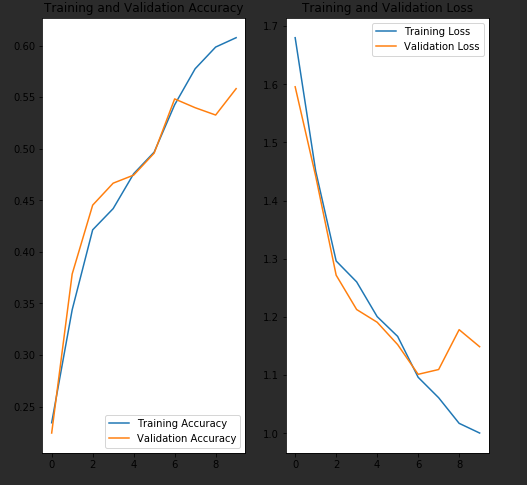 Training and Validation Accuracy
0.60
0.55
0.50
0.45
0.40
0.35
0.30
0.25
0 2 4 6 8
Training Accuracy
Validation Accuracy
Training and Validation Loss
1.7
1.6
1.5
1.4
1.3
1.2
1.1
1.0
0 2 4 6 8
Training Loss
Validation Loss